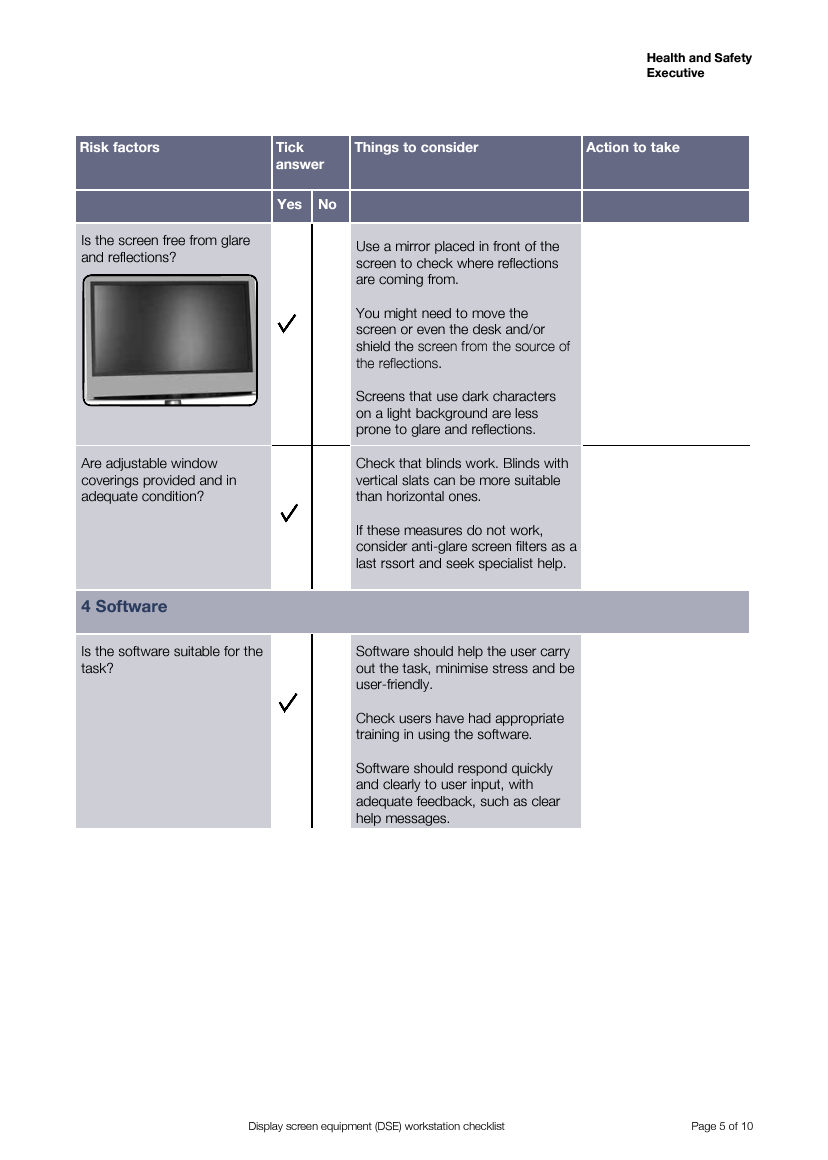 Health and Safety
Executive
Risk factors
Tick
answer
Things to consider
Action to take
Yes
No
Is the screen free from glare
and reflections?
Use a mirror placed in front of the
screen to check where reflections
are coming from.
You might need to move the
screen or even the desk and/or
shield the screen from the source of
the reflections.
Screens that use dark characters
on a light background are less
prone to glare and reflections.
Are adjustable window
coverings provided and in
adequate condition?
Check that blinds work. Blinds with
vertical slats can be more suitable
than horizontal ones.
If these measures do not work,
consider anti-glare screen filters as a
last rssort and seek specialist help.
4 Software
Is the software suitable for the
task?
Software should help the user carry
out the task, minimise stress and be
user-friendly.
Check users have had appropriate
training in using the software.
Software should respond quickly
and clearly to user input, with
adequate feedback, such as clear
help messages.
Display screen equipment (DSE) workstation checklist
Page 5 of 10